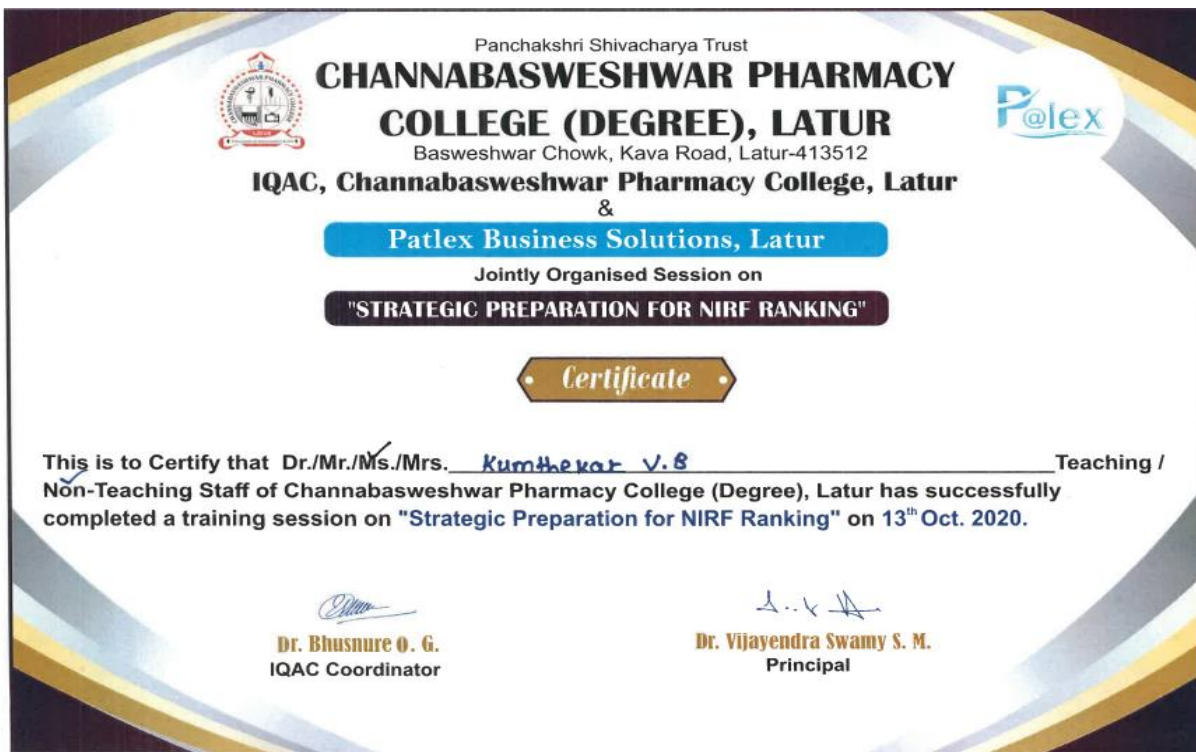 Panchakshri Shivacharya Trust
CHANNABASWESHWAR PHARMACY
COLLEGE (DEGREE), LATUR
P@lex
Basweshwar Chowk, Kava Road, Latur-413512
IQAC, Channabasweshwar Pharmacy College, Latur
&
Patlex Business Solutions, Latur
Jointly Organised Session on
"STRATEGIC PREPARATION FOR NIRF RANKING"
Certificate
This is to Certify that Dr./Mr./Ms./Mrs. Kumthekar V.B Teaching /
Non-Teaching Staff of Channabasweshwar Pharmacy College (Degree), Latur has successfully
completed a training session on "Strategic Preparation for NIRF Ranking" on 13th Oct. 2020.
Dr. Bhusnure O. G.
IQAC Coordinator
Dr. Vijayendra Swamy S. M.
Principal